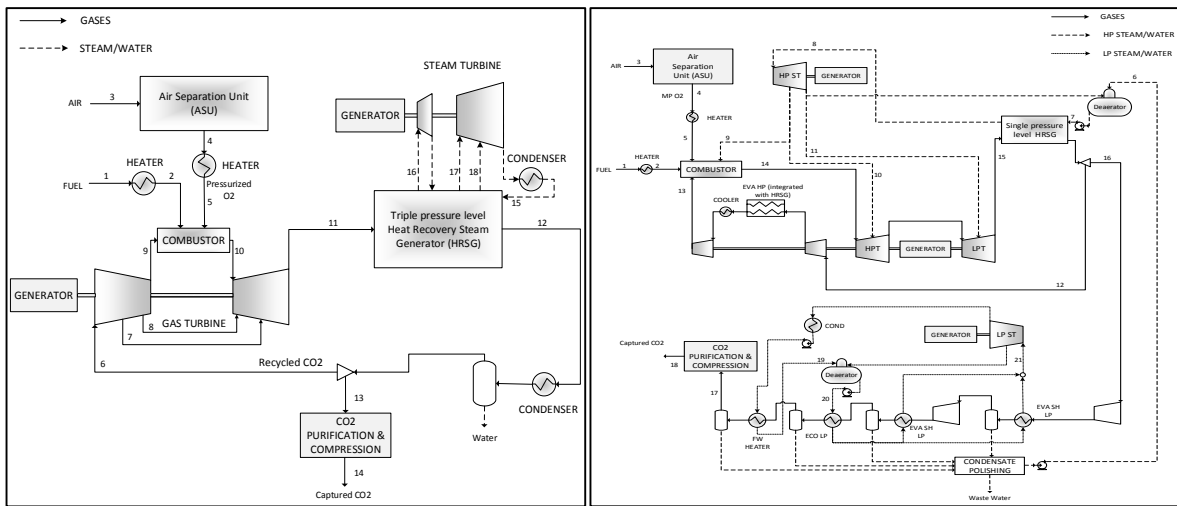 GASES
STEAM/WATER
STEAM TURBINE
AIR
3
Air Separation Unit
(ASU)
GENERATOR
4
HEATER
HEATER
Pressurized
O2
FUEL
1
2
5
CONDENSER
16
17
18
15
COMBUSTOR
9
10
11
Triple pressure level
Heat Recovery Steam
Generator (HRSG)
12
GENERATOR
8
GAS TURBINE
7
6
Recycled CO2
CONDENSER
13
Water
CO2
PURIFICATION &
COMPRESSION
14
Captured CO2
GASES
HP STEAM/WATER
LP STEAM/WATER
8
AIR
3
Air
Separation
Unit (ASU)
HP ST
GENERATOR
6
4
MP O2
Deaerator
HEATER
7
Single pressure
level HRSG
5
9
11
15
16
HEATER
FUEL
1
2
COMBUSTOR
14
13
10
EVA HP (integrated
with HRSG)
COOLER
HPT
GENERATOR
LPT
12
COND
GENERATOR
LP ST
Captured CO2
18
CO2
PURIFICATION &
COMPRESSION
19
Deaerator
21
17
20
FW
HEATER
ECO LP
EVA SH
LP
EVA SH
LP
CONDENSATE
POLISHING
Waste Water